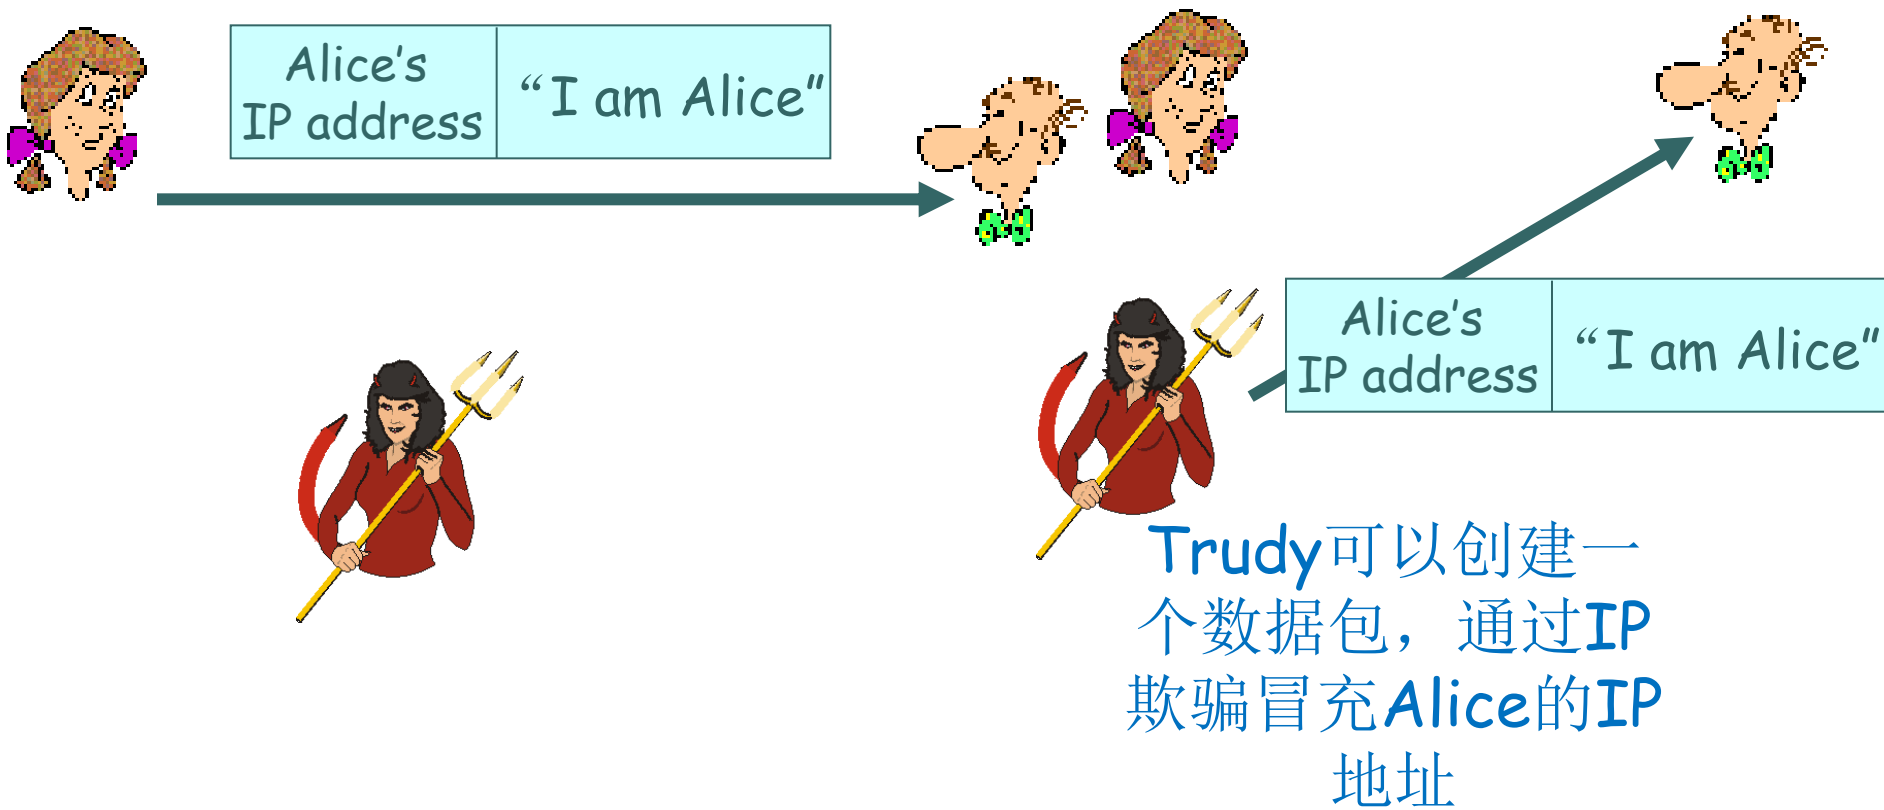 Alice’s
IP address
“I am Alice”
Alice’s
IP address
“I am Alice”
Trudy可以创建一
个数据包，通过IP
欺骗冒充Alice的IP
地址